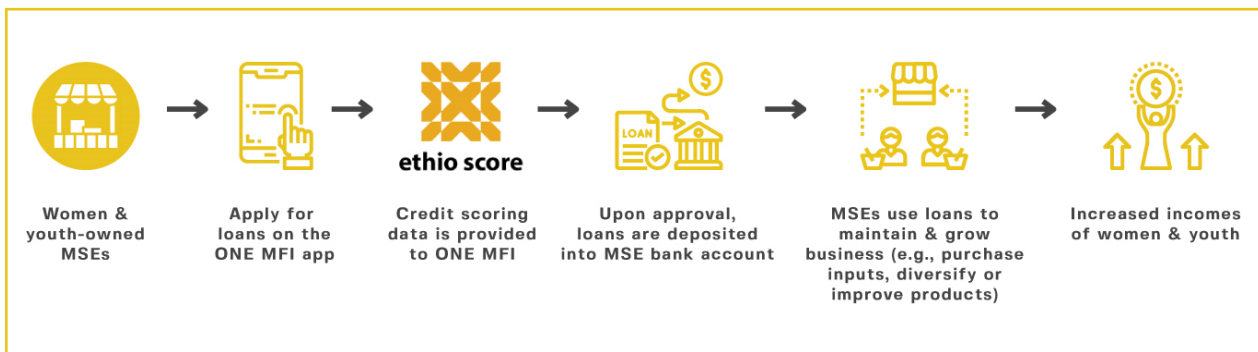 Women &
youth-owned
MSEs
Apply for
loans on the
ONE MFI app
ethio score
Credit scoring
data is provided
to ONE MFI
LOAN
$
Upon approval,
loans are deposited
into MSE bank account
MSEs use loans to
maintain & grow
business (e.g., purchase
inputs, diversify or
improve products)
$
Increased incomes
of women & youth